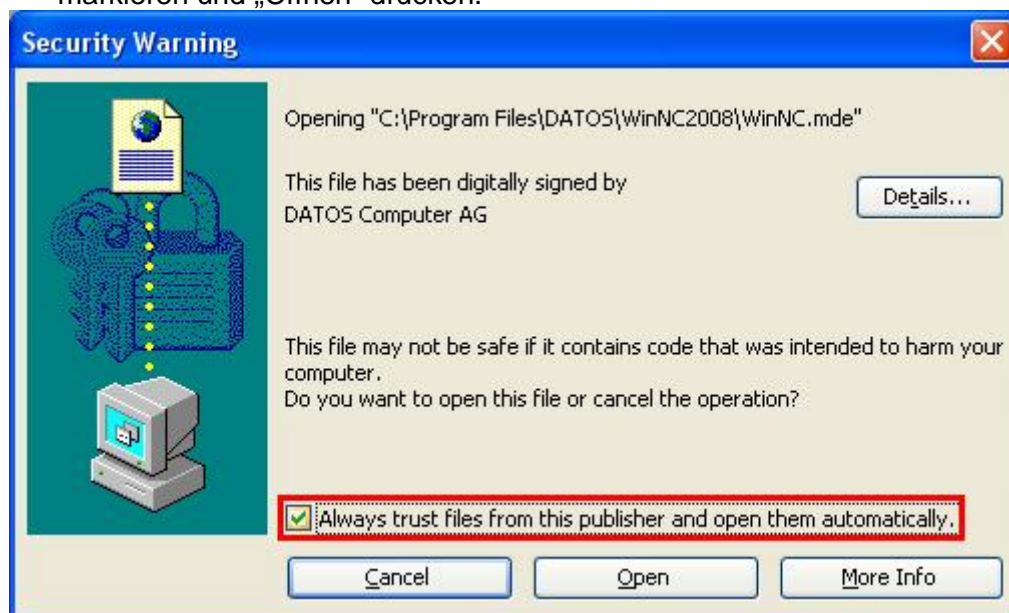 markieren und „Öffnen" drücken.
Security Warning
Opening "C:\Program Files\DATOS\WinNC2008\WinNC.mde"
This file has been digitally signed by
DATOS Computer AG
Details...
This file may not be safe if it contains code that was intended to harm your
computer.
Do you want to open this file or cancel the operation?
Always trust files from this publisher and open them automatically.
Cancel
Open
More Info